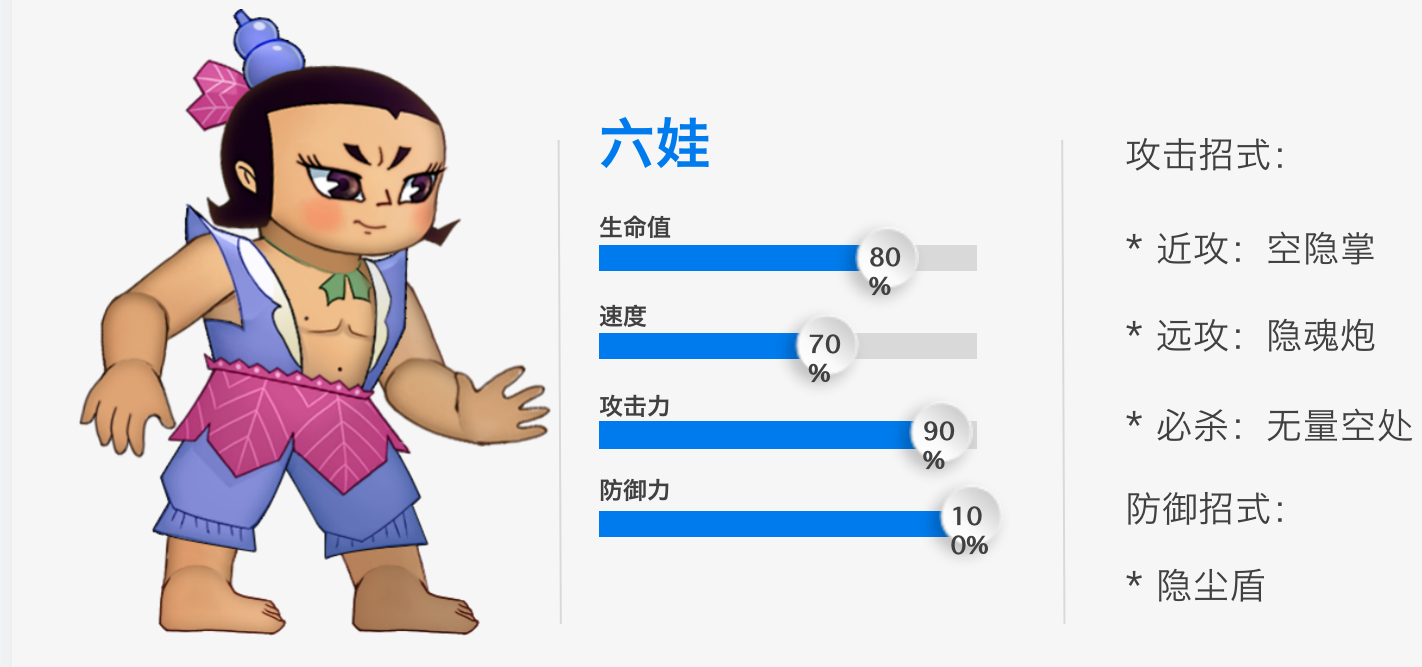 六娃
生命值
80
%
速度
70
%
攻击力
90
%
防御力
10
0%
攻击招式：
* 近攻：空隐掌
* 远攻：隐魂炮
* 必杀：无量空处
防御招式：
* 隐尘盾